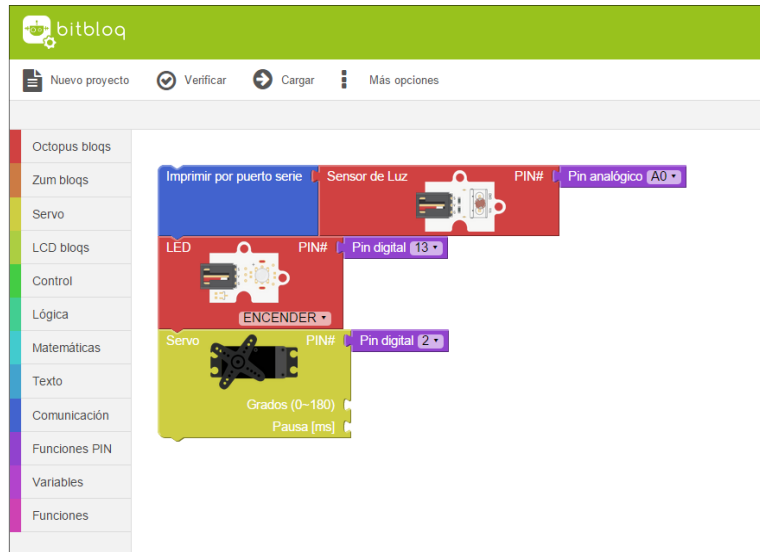 bitbloq
Nuevo proyecto Verificar Cargar Más opciones
Octopus bloqs
Zum bloqs
Servo
LCD bloqs
Control
Lógica
Matemáticas
Texto
Comunicación
Funciones PIN
Variables
Funciones
Imprimir por puerto serie Sensor de Luz PIN# Pin analógico A0
LED PIN# Pin digital 13
ENCENDER
Servo PIN# Pin digital 2
Grados (0~180)
Pausa [ms]